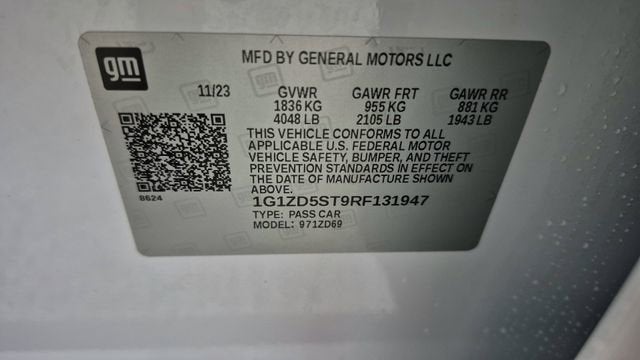 gm
MFD BY GENERAL MOTORS LLC
11/23 GVWR GAWR FRT GAWR RR
1836 KG 955 KG 881 KG
4048 LB 2105 LB 1943 LB
THIS VEHICLE CONFORMS TO ALL
APPLICABLE U.S. FEDERAL MOTOR
VEHICLE SAFETY, BUMPER, AND THEFT
PREVENTION STANDARDS IN EFFECT ON
THE DATE OF MANUFACTURE SHOWN
ABOVE.
8624
1G1ZD5ST9RF131947
TYPE: PASS CAR
MODEL: 971ZD69